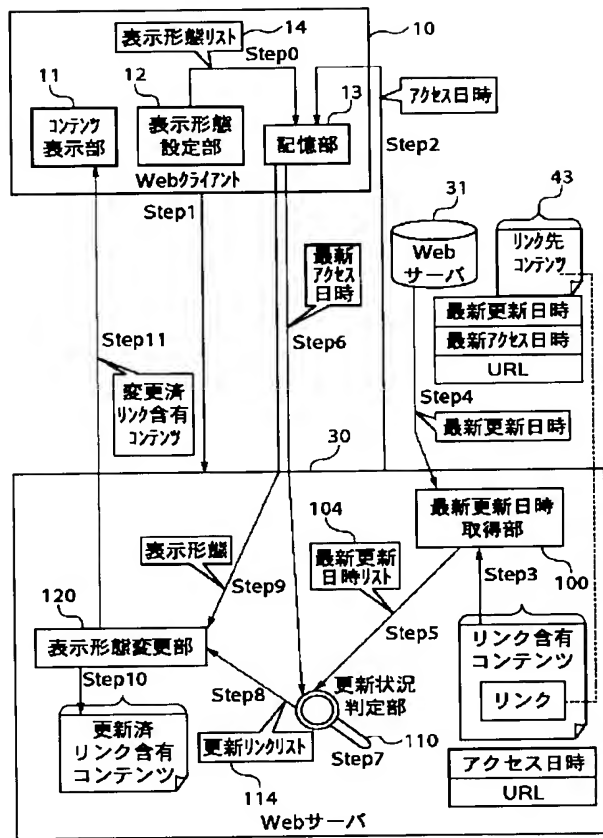 表示形態リスト
14
10
Step0
11
12
13
コンテンツ
表示部
表示形態
設定部
記憶部
Webクライアント
アクセス日時
Step2
Step1
43
31
Web
サーバ
リンク先
コンテンツ
最新
アクセス
日時
最新更新日時
最新アクセス日時
URL
Step6
Step11
変更済
リンク含有
コンテンツ
Step4
最新更新日時
30
最新更新日時
取得部
104
100
表示形態
最新更新
日時リスト
Step9
Step3
120
Step5
リンク含有
コンテンツ
リンク
表示形態変更部
Step10
Step8
更新状況
判定部
更新済
リンク含有
コンテンツ
更新リンクリスト
Step7
110
114
アクセス日時
URL
Webサーバ